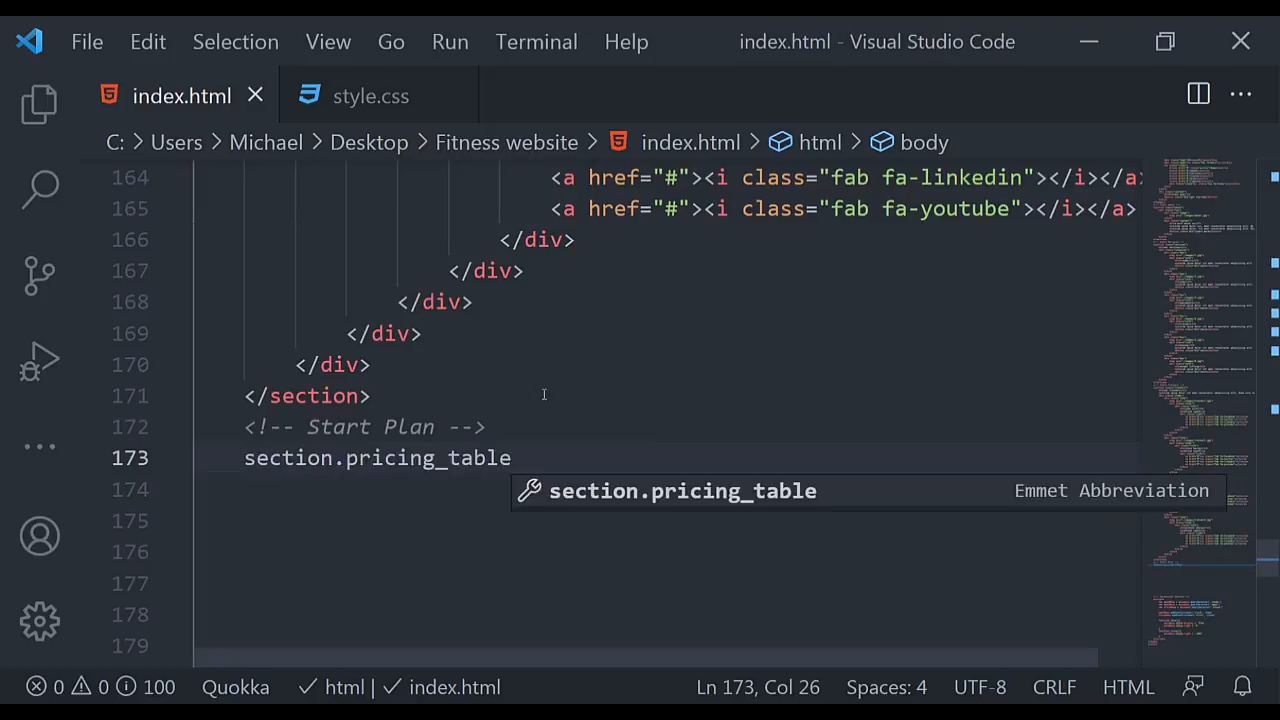 File Edit Selection View Go Run Terminal Help index.html - Visual Studio Code
index.html style.css
C: > Users > Michael > Desktop > Fitness website > index.html > html > body
164 <a href="#"><i class="fab fa-linkedin"></i></a>
165 <a href="#"><i class="fab fa-youtube"></i></a>
166 </div>
167 </div>
168 </div>
169 </div>
170 </div>
171 </section>
172 <!-- Start Plan -->
173 section.pricing_table
174 section.pricing_table Emmet Abbreviation
175
176
177
178
179
0 0 100 Quokka html | index.html Ln 173, Col 26 Spaces: 4 UTF-8 CRLF HTML